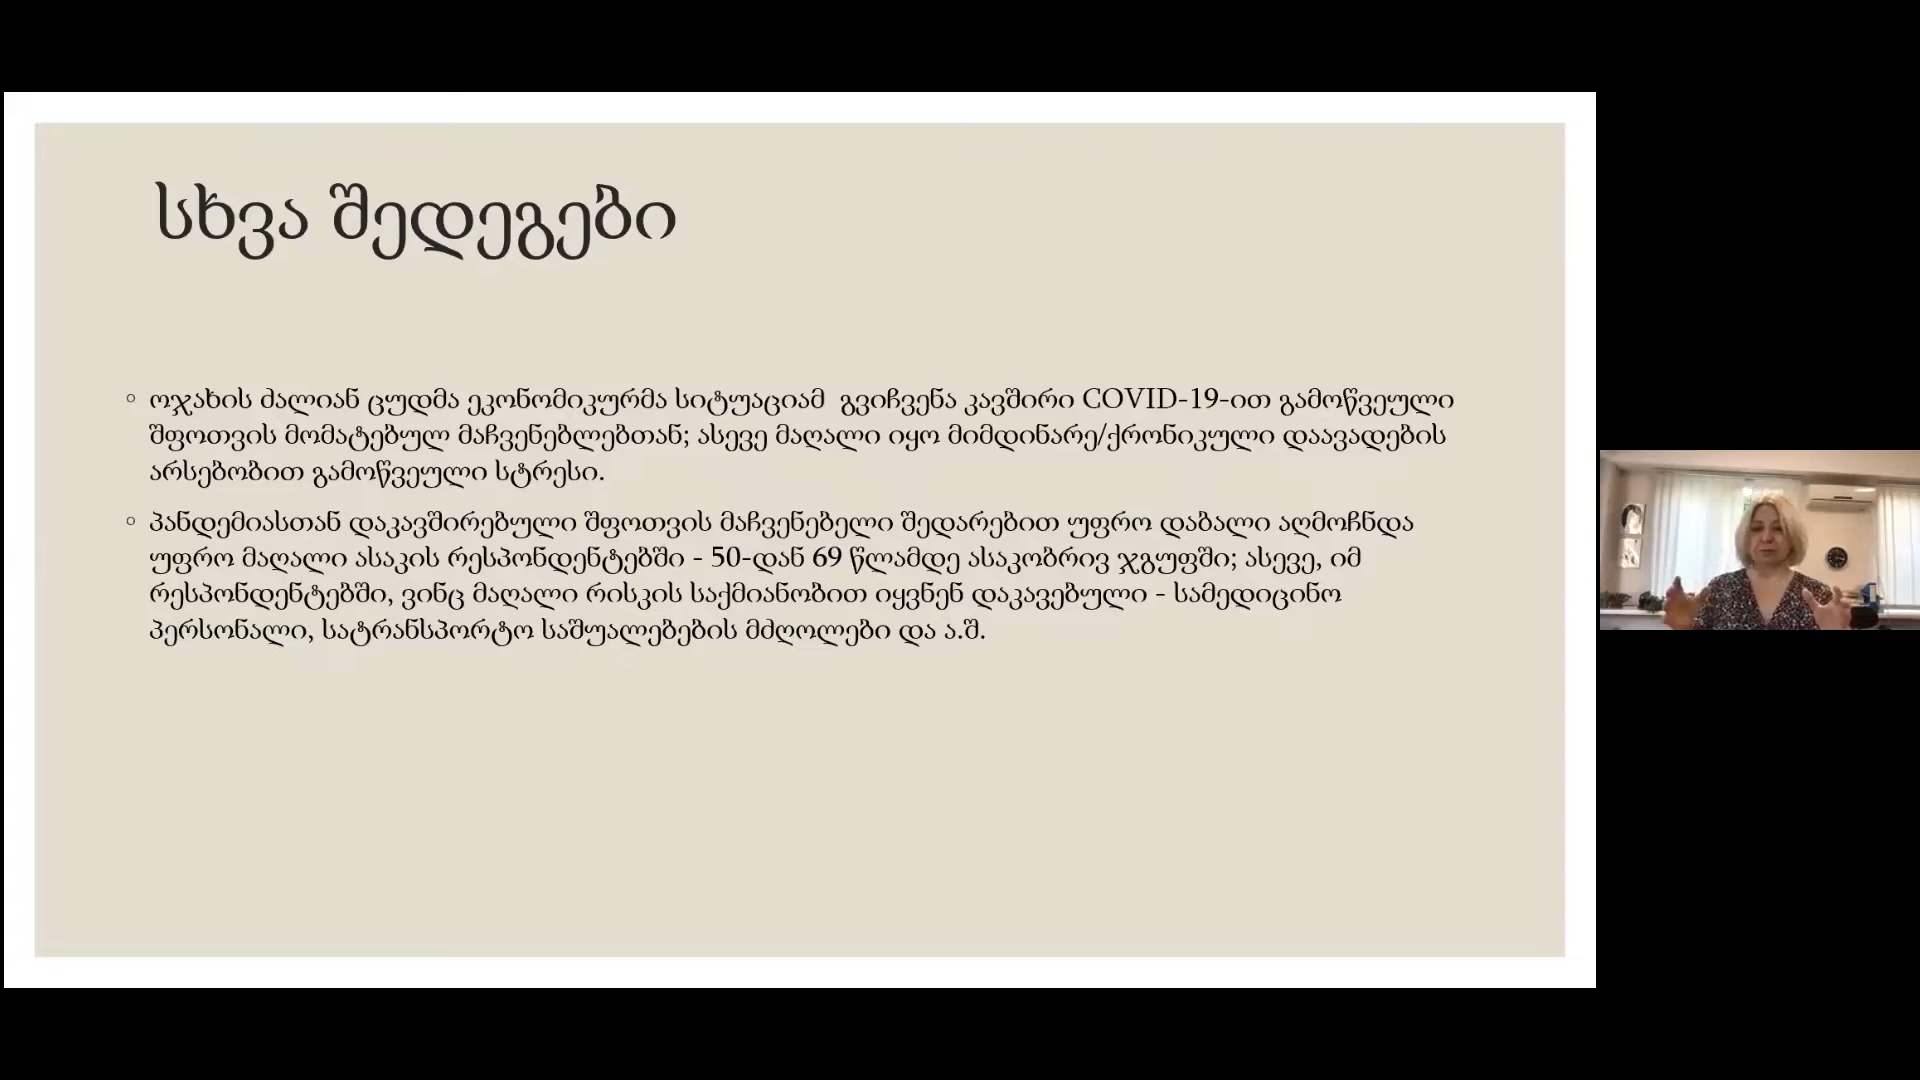 სხვა შედეგები
◦ ოჯახის ძალიან ცუდმა ეკონომიკურმა სიტუაციამ გვიჩვენა კავშირი COVID-19-ით გამოწვეული
შფოთვის მომატებულ მაჩვენებლებთან; ასევე მაღალი იყო მიმდინარე/ქრონიკული დაავადების
არსებობით გამოწვეული სტრესი.
◦ პანდემიასთან დაკავშირებული შფოთვის მაჩვენებელი შედარებით უფრო დაბალი აღმოჩნდა
უფრო მაღალი ასაკის რესპონდენტებში - 50-დან 69 წლამდე ასაკობრივ ჯგუფში; ასევე, იმ
რესპონდენტებში, ვინც მაღალი რისკის საქმიანობით იყვნენ დაკავებული - სამედიცინო
პერსონალი, სატრანსპორტო საშუალებების მძღოლები და ა.შ.